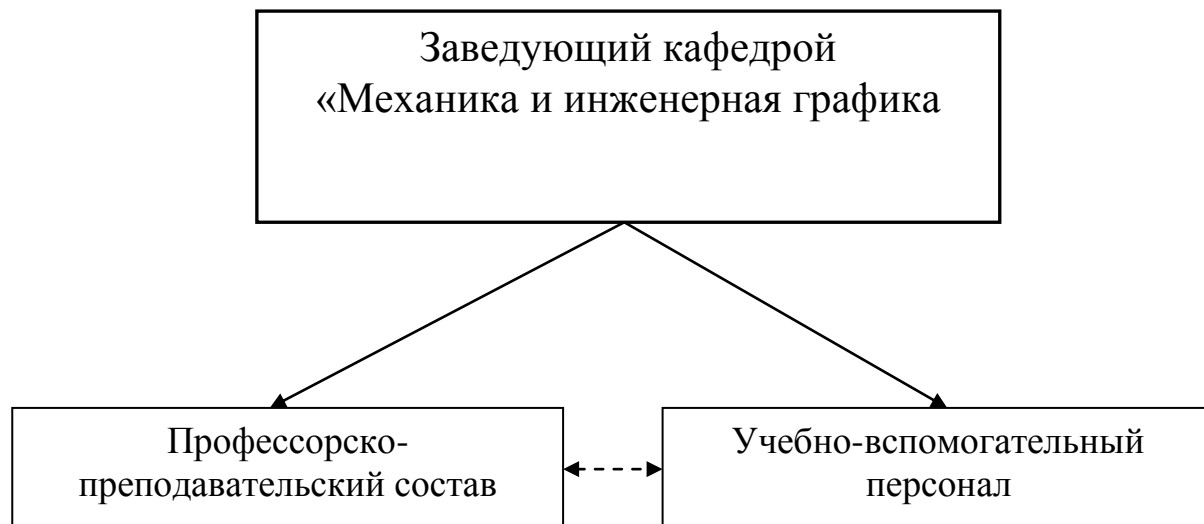 Заведующий кафедрой
«Механика и инженерная графика
Профессорско-
преподавательский состав
Учебно-вспомогательный
персонал